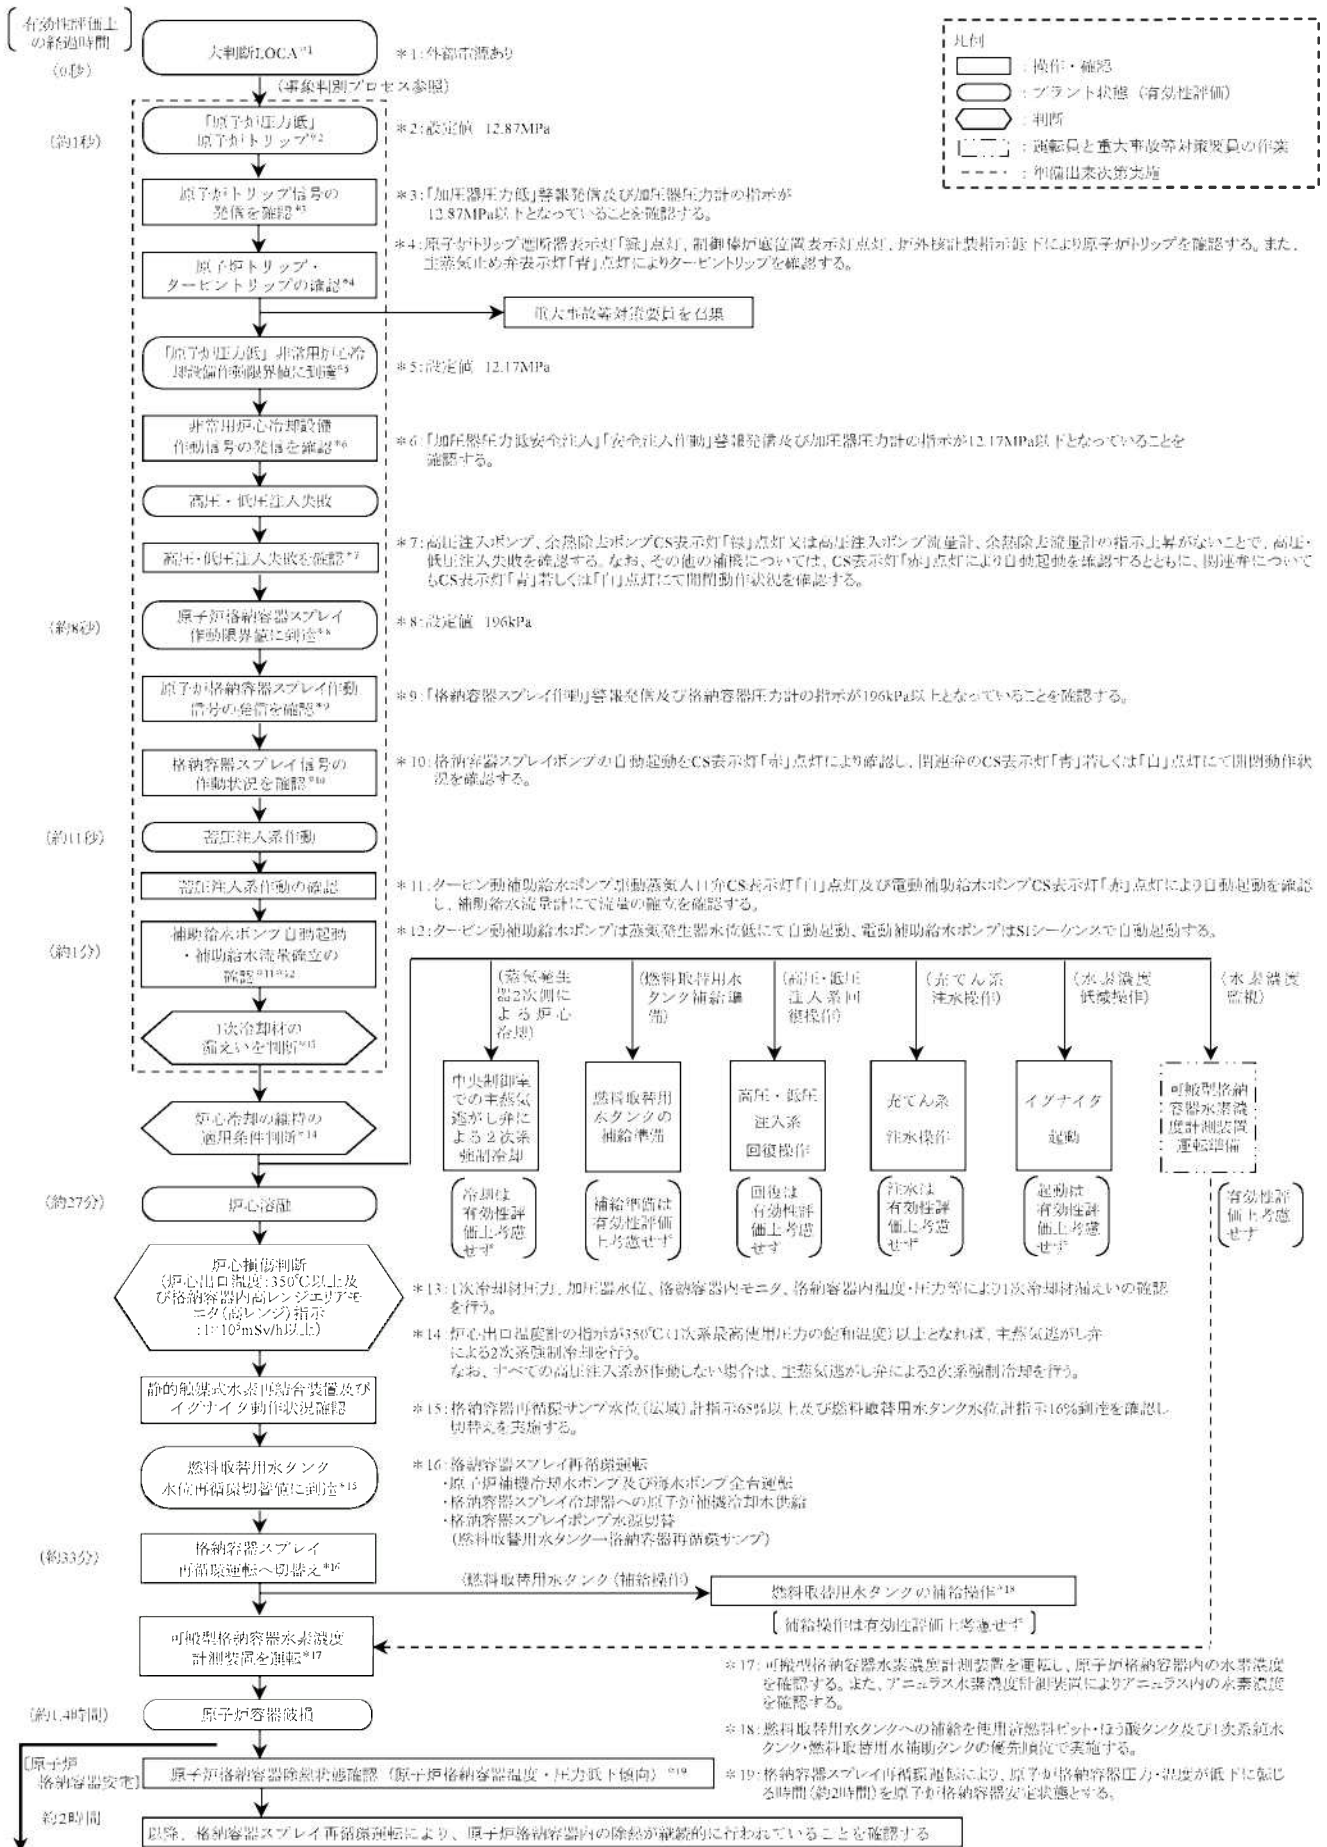 有効性評価上
の経過時間
(0秒)
大破断LOCA*1
*1:外部電源あり
(事象判別プロセス参照)
凡例
:操作・確認
:プラント状態（有効性評価）
:判断
:運転員と重大事故等対策要員の作業
:準備出来次第実施
(約1秒)
「原子炉圧力低」
原子炉トリップ*2
*2:設定値 12.87MPa
原子炉トリップ信号の
発信を確認*3
*3:「加圧器圧力低」警報発信及び加圧器圧力計の指示が
12.87MPa以下となっていることを確認する。
原子炉トリップ・
タービントリップの確認*4
*4:原子炉トリップ遮断器表示灯「緑」点灯、制御棒炉底位置表示灯点灯、炉外核計装指示低下により原子炉トリップを確認する。また、
主蒸気止め弁表示灯「青」点灯によりタービントリップを確認する。
重大事故等対策要員を召集
「原子炉圧力低」非常用炉心冷
却設備作動限界値に到達*5
*5:設定値 12.17MPa
非常用炉心冷却設備
作動信号の発信を確認*6
*6:「加圧器圧力低安全注入」「安全注入作動」警報発信及び加圧器圧力計の指示が12.17MPa以下となっていることを
確認する。
高圧・低圧注入失敗
高圧・低圧注入失敗を確認*7
*7:高圧注入ポンプ、余熱除去ポンプCS表示灯「緑」点灯又は高圧注入ポンプ流量計、余熱除去流量計の指示上昇がないことで、高圧・
低圧注入失敗を確認する。なお、その他の補機については、CS表示灯「赤」点灯により自動起動を確認するとともに、関連弁について
もCS表示灯「青」若しくは「白」点灯にて開閉動作状況を確認する。
(約8秒)
原子炉格納容器スプレイ
作動限界値に到達*8
*8:設定値 196kPa
原子炉格納容器スプレイ作動
信号の発信を確認*9
*9:「格納容器スプレイ作動」警報発信及び格納容器圧力計の指示が196kPa以上となっていることを確認する。
格納容器スプレイ信号の
作動状況を確認*10
*10:格納容器スプレイポンプの自動起動をCS表示灯「赤」点灯により確認し、関連弁のCS表示灯「青」若しくは「白」点灯にて開閉動作状
況を確認する。
(約11秒)
蓄圧注入系作動
蓄圧注入系作動の確認
*11:タービン動補助給水ポンプ駆動蒸気入口弁CS表示灯「白」点灯及び電動補助給水ポンプCS表示灯「赤」点灯により自動起動を確認
し、補助給水流量計にて流量の確立を確認する。
(約1分)
補助給水ポンプ自動起動
・補助給水流量確立の
確認*11*12
*12:タービン動補助給水ポンプは蒸気発生器水位低にて自動起動、電動補助給水ポンプはSIシーケンスで自動起動する。
1次冷却材の
漏えいを判断*13
炉心冷却の維持の
適用条件判断*14
(蒸気発生
器2次側に
よる炉心
冷却)
(燃料取替用水
タンク補給準
備)
(高圧・低圧
注入系回
復操作)
(充てん系
注水操作)
(水素濃度
低減操作)
(水素濃度
監視)
中央制御室
での主蒸気
逃がし弁に
よる２次系
強制冷却
燃料取替用
水タンクの
補給準備
高圧・低圧
注入系
回復操作
充てん系
注水操作
イグナイタ
起動
可搬型格納
容器水素濃
度計測装置
運転準備
冷却は
有効性評
価上考慮
せず
補給準備は
有効性評価
上考慮せず
回復は
有効性評
価上考慮
せず
注水は
有効性評
価上考慮
せず
起動は
有効性評
価上考慮
せず
有効性評
価上考慮
せず
(約27分)
炉心溶融
炉心損傷判断
(炉心出口温度:350℃以上及
び格納容器内高レンジエリアモ
ニタ(高レンジ)指示
:1*10⁵mSv/h以上)
*13:1次冷却材圧力、加圧器水位、格納容器内モニタ、格納容器内温度・圧力等により1次冷却材漏えいの確認
を行う。
*14:炉心出口温度計の指示が350℃(1次系最高使用圧力の飽和温度)以上となれば、主蒸気逃がし弁
による2次系強制冷却を行う。
なお、すべての高圧注入系が作動しない場合は、主蒸気逃がし弁による2次系強制冷却を行う。
静的触媒式水素再結合装置及び
イグナイタ動作状況確認
*15:格納容器再循環サンプ水位(広域)計指示65%以上及び燃料取替用水タンク水位計指示16%到達を確認し
切替えを実施する。
燃料取替用水タンク
水位再循環切替値に到達*15
*16:格納容器スプレイ再循環運転
・原子炉補機冷却水ポンプ及び海水ポンプ全台運転
・格納容器スプレイ冷却器への原子炉補機冷却水供給
・格納容器スプレイポンプ水源切替
(燃料取替用水タンク→格納容器再循環サンプ)
(約33分)
格納容器スプレイ
再循環運転へ切替え*16
(燃料取替用水タンク(補給操作)
燃料取替用水タンクの補給操作*18
補給操作は有効性評価上考慮せず
可搬型格納容器水素濃度
計測装置を運転*17
*17:可搬型格納容器水素濃度計測装置を運転し、原子炉格納容器内の水素濃度
を確認する。また、アニュラス水素濃度計測装置によりアニュラス内の水素濃度
を確認する。
(約1.4時間)
原子炉容器破損
*18:燃料取替用水タンクへの補給を使用済燃料ピット・ほう酸タンク及び1次系純水
タンク・燃料取替用水補助タンクの優先順位で実施する。
原子炉
格納容器安定
原子炉格納容器除熱状態確認（原子炉格納容器温度・圧力低下傾向）*19
*19:格納容器スプレイ再循環運転により、原子炉格納容器圧力・温度が低下に転じ
る時間(約2時間)を原子炉格納容器安定状態とする。
約2時間
以降、格納容器スプレイ再循環運転により、原子炉格納容器内の除熱が継続的に行われていることを確認する